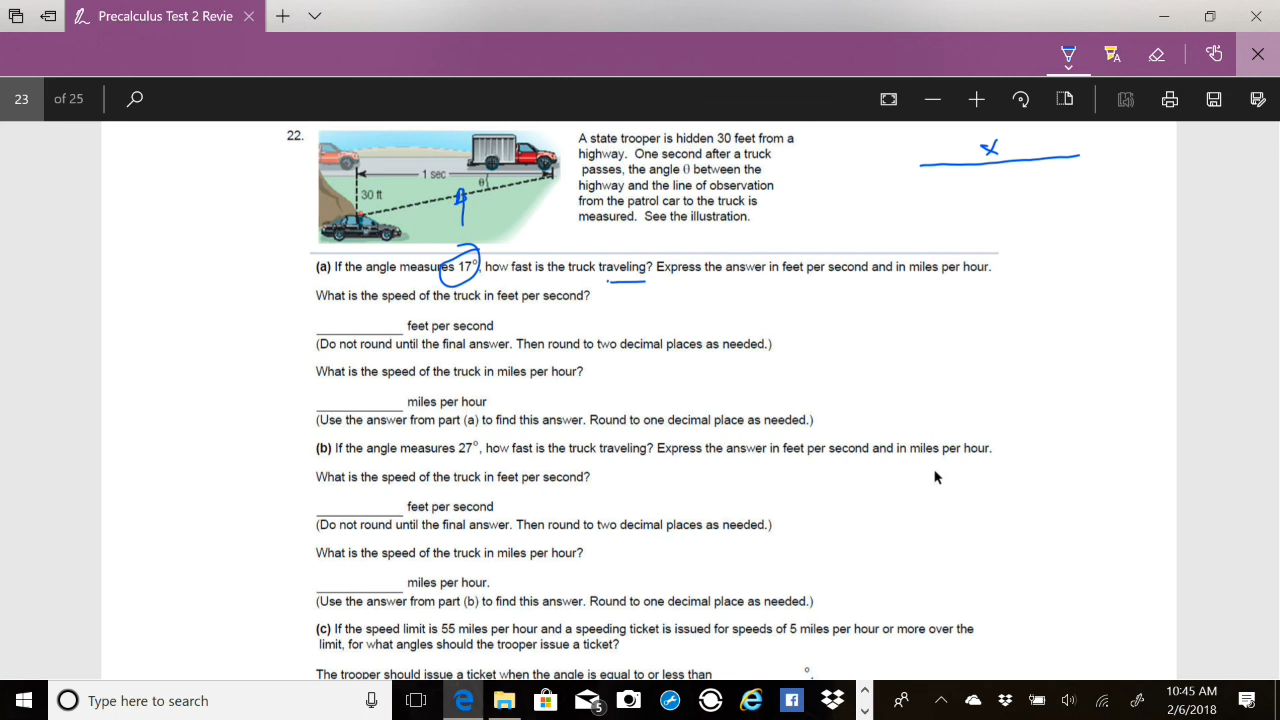 Precalculus Test 2 Revie
23 of 25
x
22.
1 sec
θ
30 ft
A state trooper is hidden 30 feet from a
highway. One second after a truck
passes, the angle θ between the
highway and the line of observation
from the patrol car to the truck is
measured. See the illustration.
(a) If the angle measures 17°, how fast is the truck traveling? Express the answer in feet per second and in miles per hour.
What is the speed of the truck in feet per second?
feet per second
(Do not round until the final answer. Then round to two decimal places as needed.)
What is the speed of the truck in miles per hour?
miles per hour
(Use the answer from part (a) to find this answer. Round to one decimal place as needed.)
(b) If the angle measures 27°, how fast is the truck traveling? Express the answer in feet per second and in miles per hour.
What is the speed of the truck in feet per second?
feet per second
(Do not round until the final answer. Then round to two decimal places as needed.)
What is the speed of the truck in miles per hour?
miles per hour.
(Use the answer from part (b) to find this answer. Round to one decimal place as needed.)
(c) If the speed limit is 55 miles per hour and a speeding ticket is issued for speeds of 5 miles per hour or more over the
limit, for what angles should the trooper issue a ticket?
The trooper should issue a ticket when the angle is equal to or less than °.
Type here to search
5
10:45 AM
2/6/2018